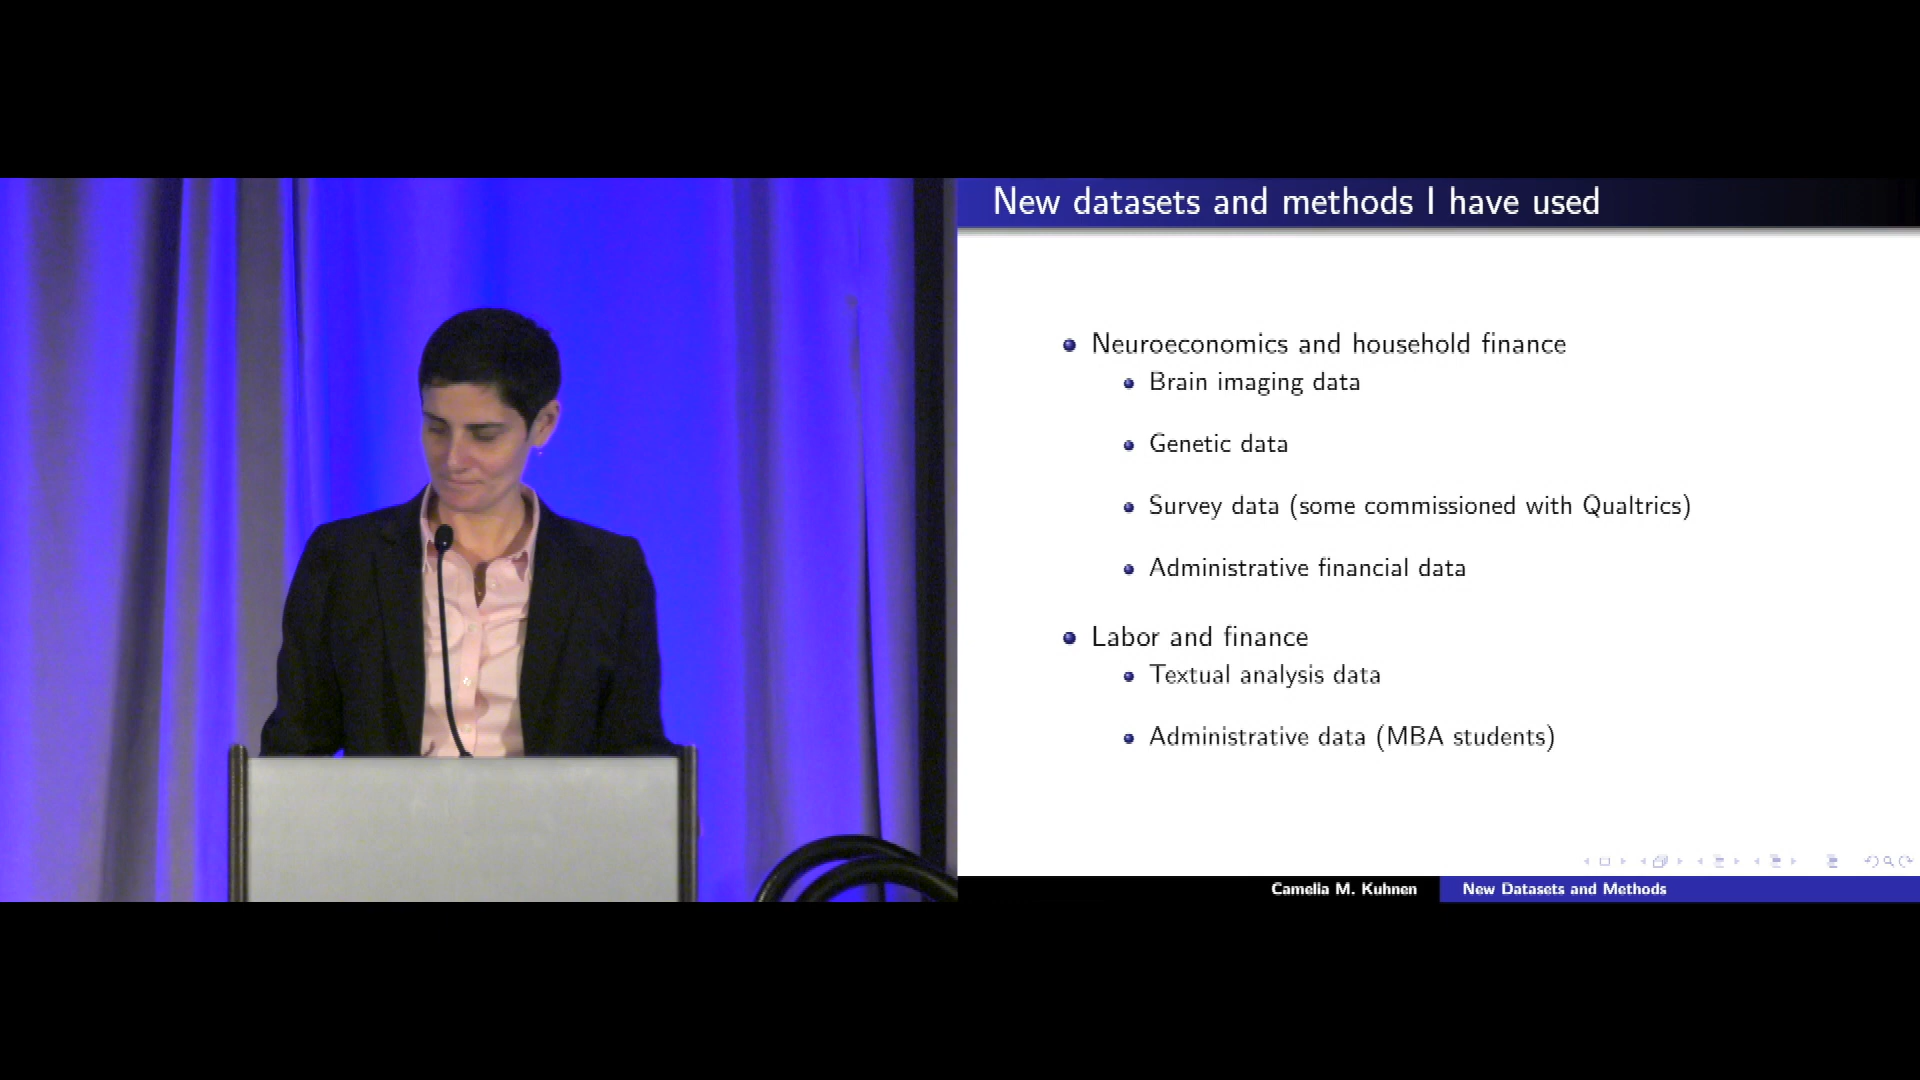 New datasets and methods I have used
Neuroeconomics and household finance
Brain imaging data
Genetic data
Survey data (some commissioned with Qualtrics)
Administrative financial data
Labor and finance
Textual analysis data
Administrative data (MBA students)
Camelia M. Kuhnen
New Datasets and Methods